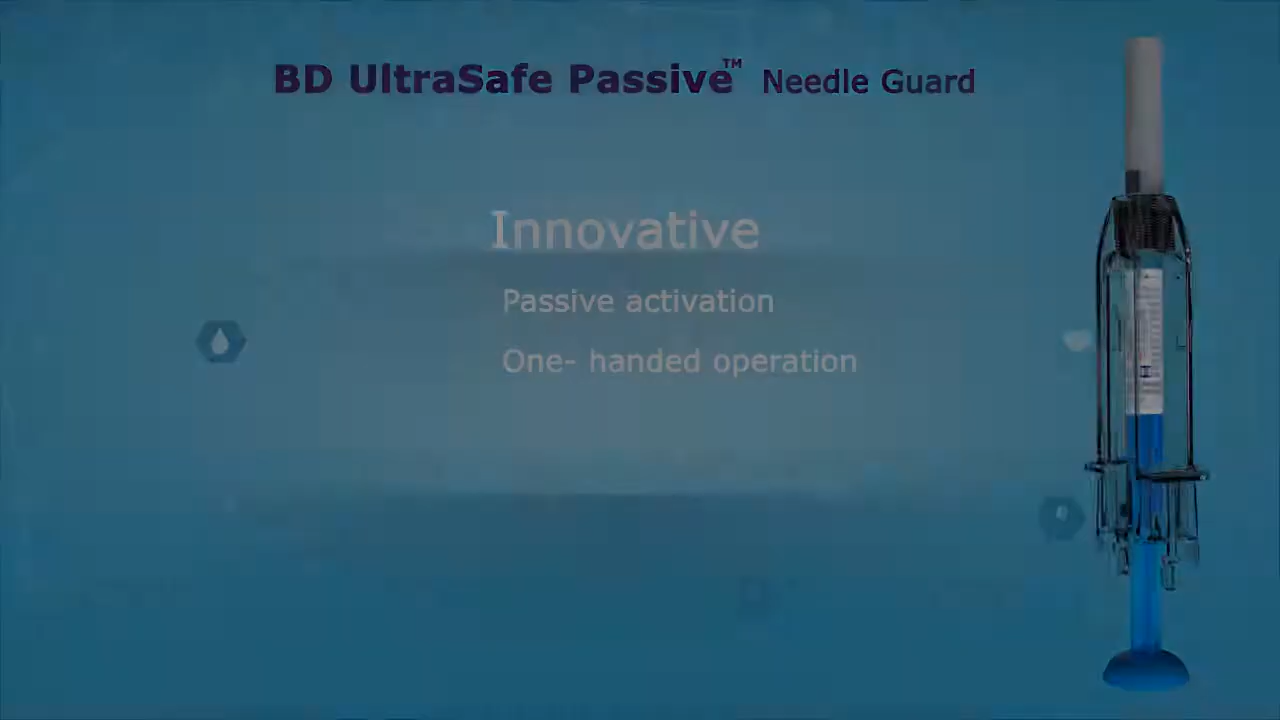 BD UltraSafe Passive™ Needle Guard
Innovative
Passive activation
One- handed operation